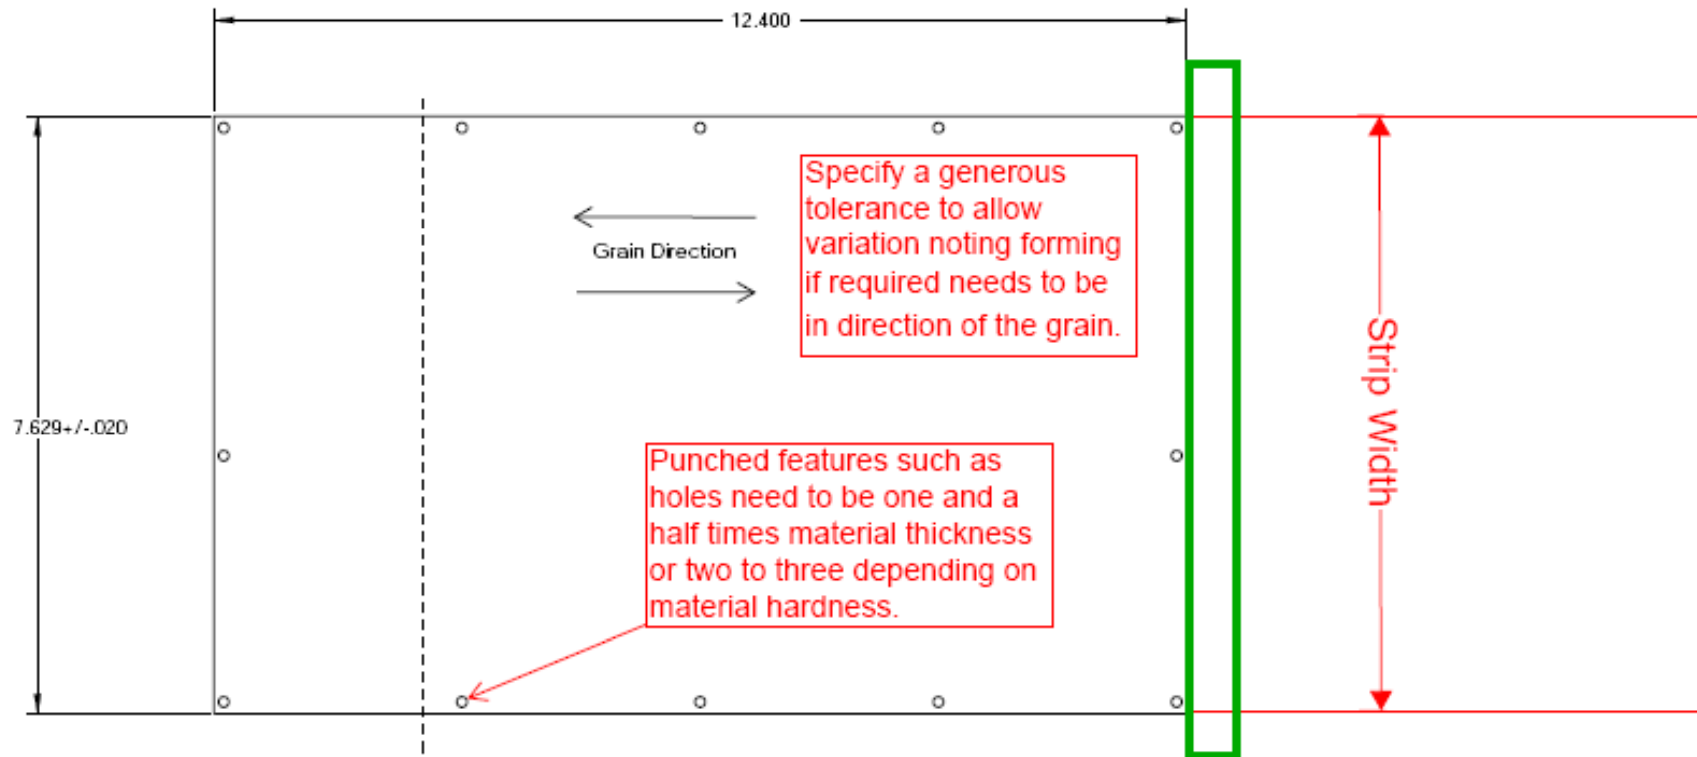 12.400
Specify a generous
tolerance to allow
variation noting forming
if required needs to be
in direction of the grain.
Grain Direction
Strip Width
7.629+/-.020
Punched features such as
holes need to be one and a
half times material thickness
or two to three depending on
material hardness.